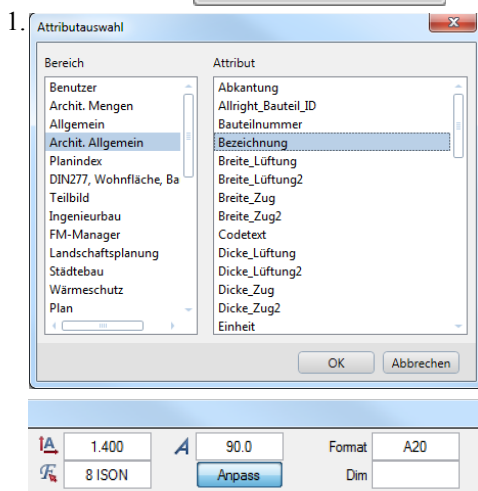 1.
Attributauswahl
Bereich
Benutzer
Archit. Mengen
Allgemein
Archit. Allgemein
Planindex
DIN277, Wohnfläche, Ba
Teilbild
Ingenieurbau
FM-Manager
Landschaftsplanung
Städtebau
Wärmeschutz
Plan
Attribut
Abkantung
Allright_Bauteil_ID
Bauteilnummer
Bezeichnung
Breite_Lüftung
Breite_Lüftung2
Breite_Zug
Breite_Zug2
Codetext
Dicke_Lüftung
Dicke_Lüftung2
Dicke_Zug
Dicke_Zug2
Einheit
OK Abbrechen
1.400 90.0 Format A20
8 ISON Anpass Dim